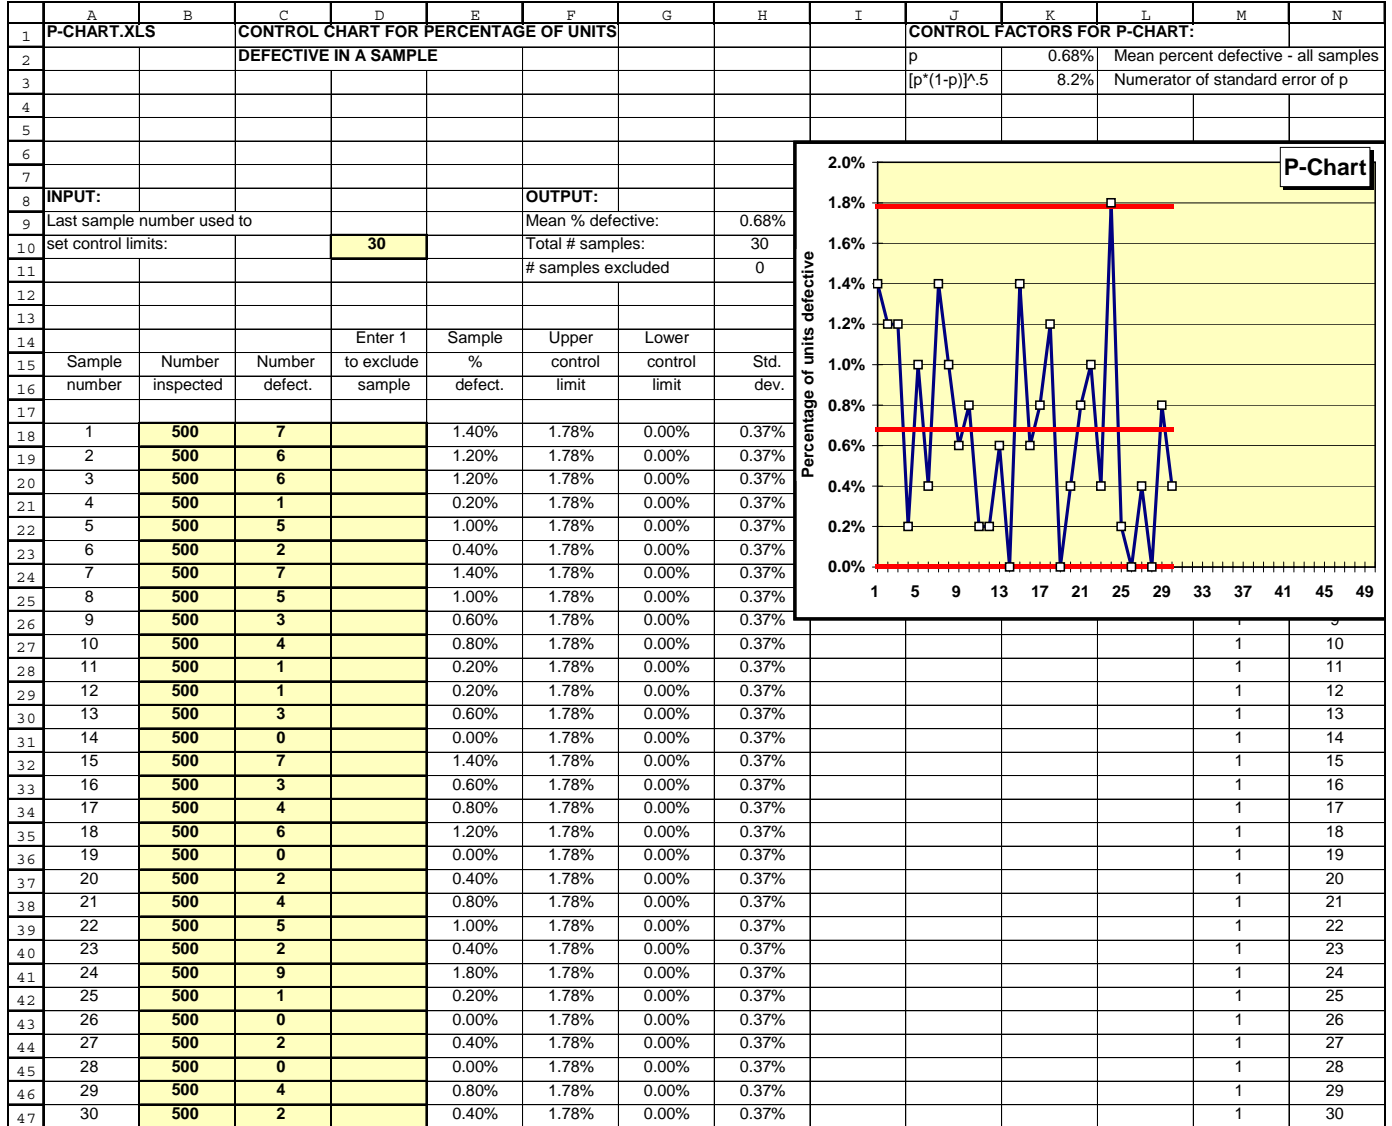 A B C D E F G H I J K L M N
1 P-CHART.XLS CONTROL CHART FOR PERCENTAGE OF UNITS CONTROL FACTORS FOR P-CHART:
2 DEFECTIVE IN A SAMPLE p 0.68% Mean percent defective - all samples
3 [p*(1-p)]^.5 8.2% Numerator of standard error of p
4
5
6
7
8 INPUT: OUTPUT:
9 Last sample number used to Mean % defective: 0.68%
10 set control limits: 30 Total # samples: 30
11 # samples excluded 0
12
13
14 Enter 1 Sample Upper Lower
15 Sample Number Number to exclude % control control Std.
16 number inspected defect. sample defect. limit limit dev.
17
18 1 500 7 1.40% 1.78% 0.00% 0.37%
19 2 500 6 1.20% 1.78% 0.00% 0.37%
20 3 500 6 1.20% 1.78% 0.00% 0.37%
21 4 500 1 0.20% 1.78% 0.00% 0.37%
22 5 500 5 1.00% 1.78% 0.00% 0.37%
23 6 500 2 0.40% 1.78% 0.00% 0.37%
24 7 500 7 1.40% 1.78% 0.00% 0.37%
25 8 500 5 1.00% 1.78% 0.00% 0.37%
26 9 500 3 0.60% 1.78% 0.00% 0.37%
27 10 500 4 0.80% 1.78% 0.00% 0.37% 1 10
28 11 500 1 0.20% 1.78% 0.00% 0.37% 1 11
29 12 500 1 0.20% 1.78% 0.00% 0.37% 1 12
30 13 500 3 0.60% 1.78% 0.00% 0.37% 1 13
31 14 500 0 0.00% 1.78% 0.00% 0.37% 1 14
32 15 500 7 1.40% 1.78% 0.00% 0.37% 1 15
33 16 500 3 0.60% 1.78% 0.00% 0.37% 1 16
34 17 500 4 0.80% 1.78% 0.00% 0.37% 1 17
35 18 500 6 1.20% 1.78% 0.00% 0.37% 1 18
36 19 500 0 0.00% 1.78% 0.00% 0.37% 1 19
37 20 500 2 0.40% 1.78% 0.00% 0.37% 1 20
38 21 500 4 0.80% 1.78% 0.00% 0.37% 1 21
39 22 500 5 1.00% 1.78% 0.00% 0.37% 1 22
40 23 500 2 0.40% 1.78% 0.00% 0.37% 1 23
41 24 500 9 1.80% 1.78% 0.00% 0.37% 1 24
42 25 500 1 0.20% 1.78% 0.00% 0.37% 1 25
43 26 500 0 0.00% 1.78% 0.00% 0.37% 1 26
44 27 500 2 0.40% 1.78% 0.00% 0.37% 1 27
45 28 500 0 0.00% 1.78% 0.00% 0.37% 1 28
46 29 500 4 0.80% 1.78% 0.00% 0.37% 1 29
47 30 500 2 0.40% 1.78% 0.00% 0.37% 1 30
P-Chart
Percentage of units defective
2.0%
1.8%
1.6%
1.4%
1.2%
1.0%
0.8%
0.6%
0.4%
0.2%
0.0%
1 5 9 13 17 21 25 29 33 37 41 45 49